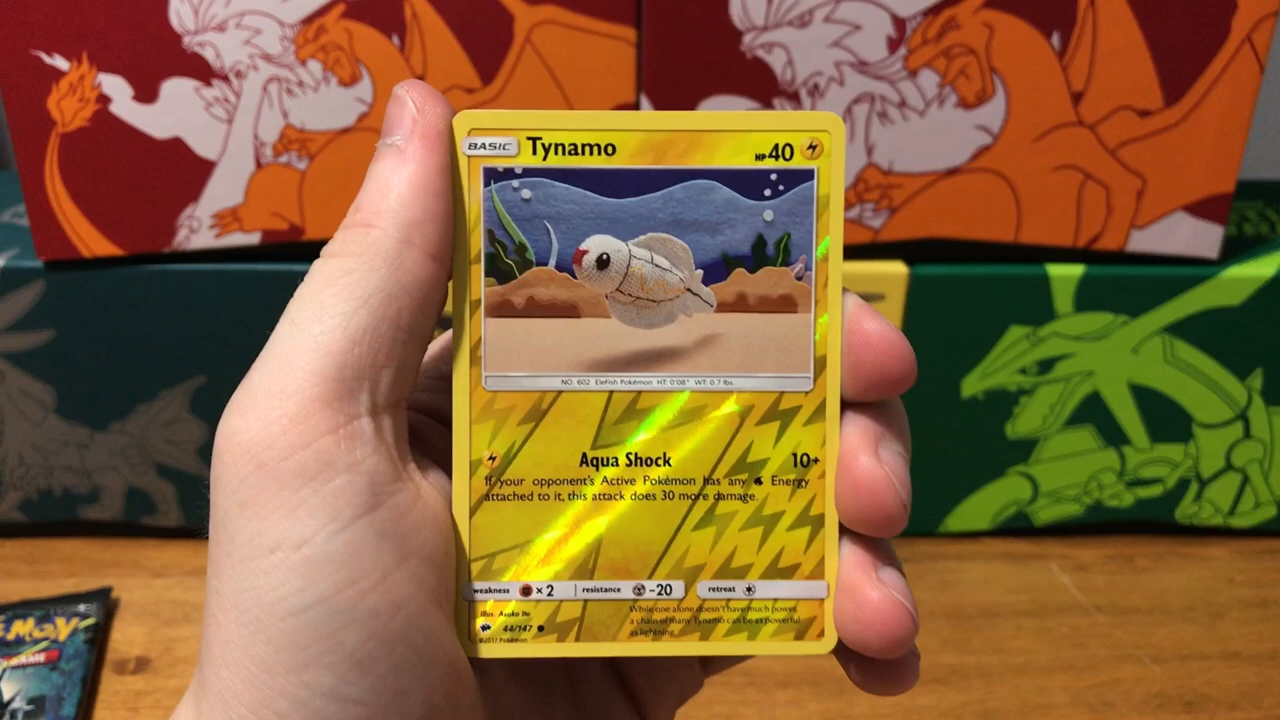 BASIC Tynamo HP 40
NO. 602 EleFish Pokémon HT: 0'08" WT: 0.7 lbs.
Aqua Shock 10+
If your opponent's Active Pokémon has any Energy
attached to it, this attack does 30 more damage.
weakness ×2 resistance -20 retreat
Illus. Asako Ito
44/147
©2017 Pokémon
While one alone doesn't have much power,
a chain of many Tynamo can be as powerful
as lightning.
GAME